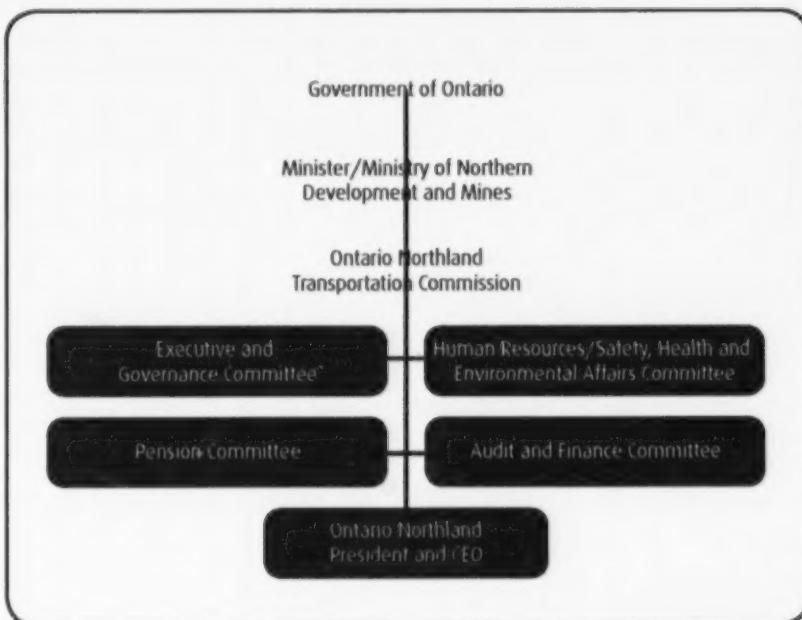 Government of Ontario
Minister/Ministry of Northern
Development and Mines
Ontario Northland
Transportation Commission
Executive and
Governance Committee
Human Resources/Safety, Health and
Environmental Affairs Committee
Pension Committee
Audit and Finance Committee
Ontario Northland
President and CEO